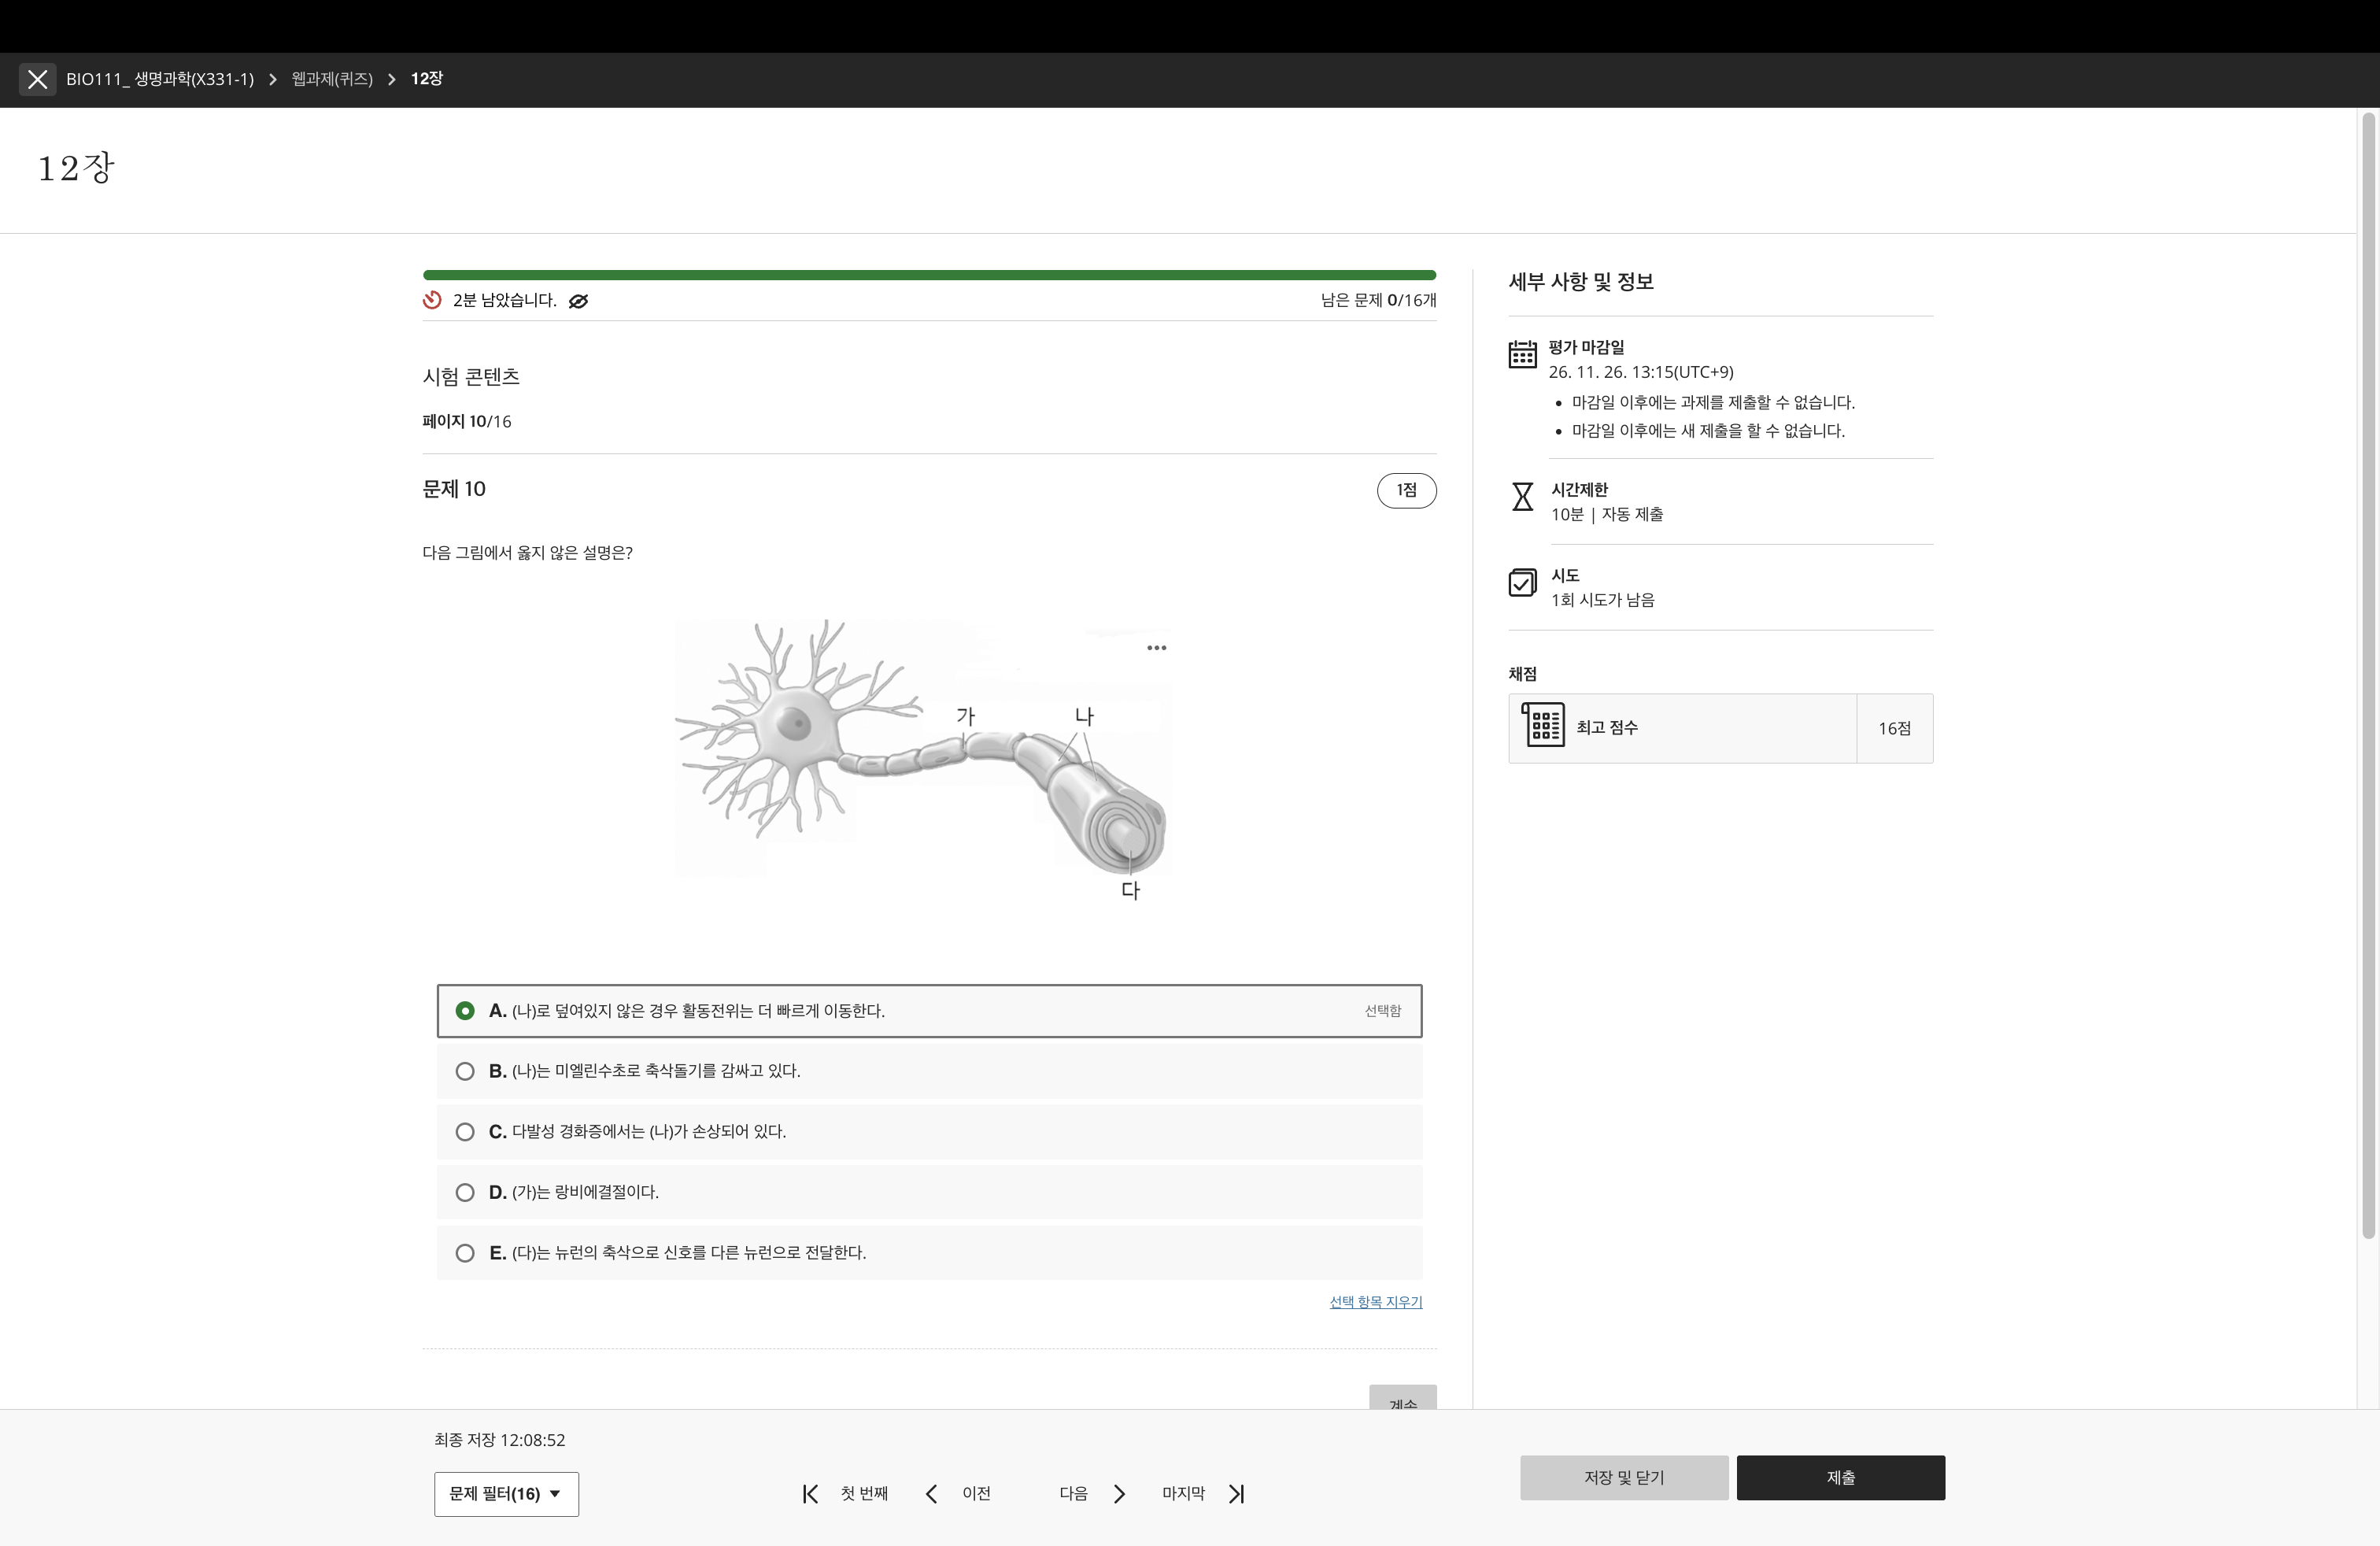 BIO111_ 생명과학(X331-1) > 웹과제(퀴즈) > 12장
12장
2분 남았습니다.
남은 문제 0/16개
시험 콘텐츠
페이지 10/16
문제 10
1점
다음 그림에서 옳지 않은 설명은?
가
나
다
A. (나)로 덮여있지 않은 경우 활동전위는 더 빠르게 이동한다.
선택함
B. (나)는 미엘린수초로 축삭돌기를 감싸고 있다.
C. 다발성 경화증에서는 (나)가 손상되어 있다.
D. (가)는 랑비에결절이다.
E. (다)는 뉴런의 축삭으로 신호를 다른 뉴런으로 전달한다.
선택 항목 지우기
계속
세부 사항 및 정보
평가 마감일
26. 11. 26. 13:15(UTC+9)
• 마감일 이후에는 과제를 제출할 수 없습니다.
• 마감일 이후에는 새 제출을 할 수 없습니다.
시간제한
10분 | 자동 제출
시도
1회 시도가 남음
채점
최고 점수
16점
최종 저장 12:08:52
문제 필터(16)
첫 번째
이전
다음
마지막
저장 및 닫기
제출